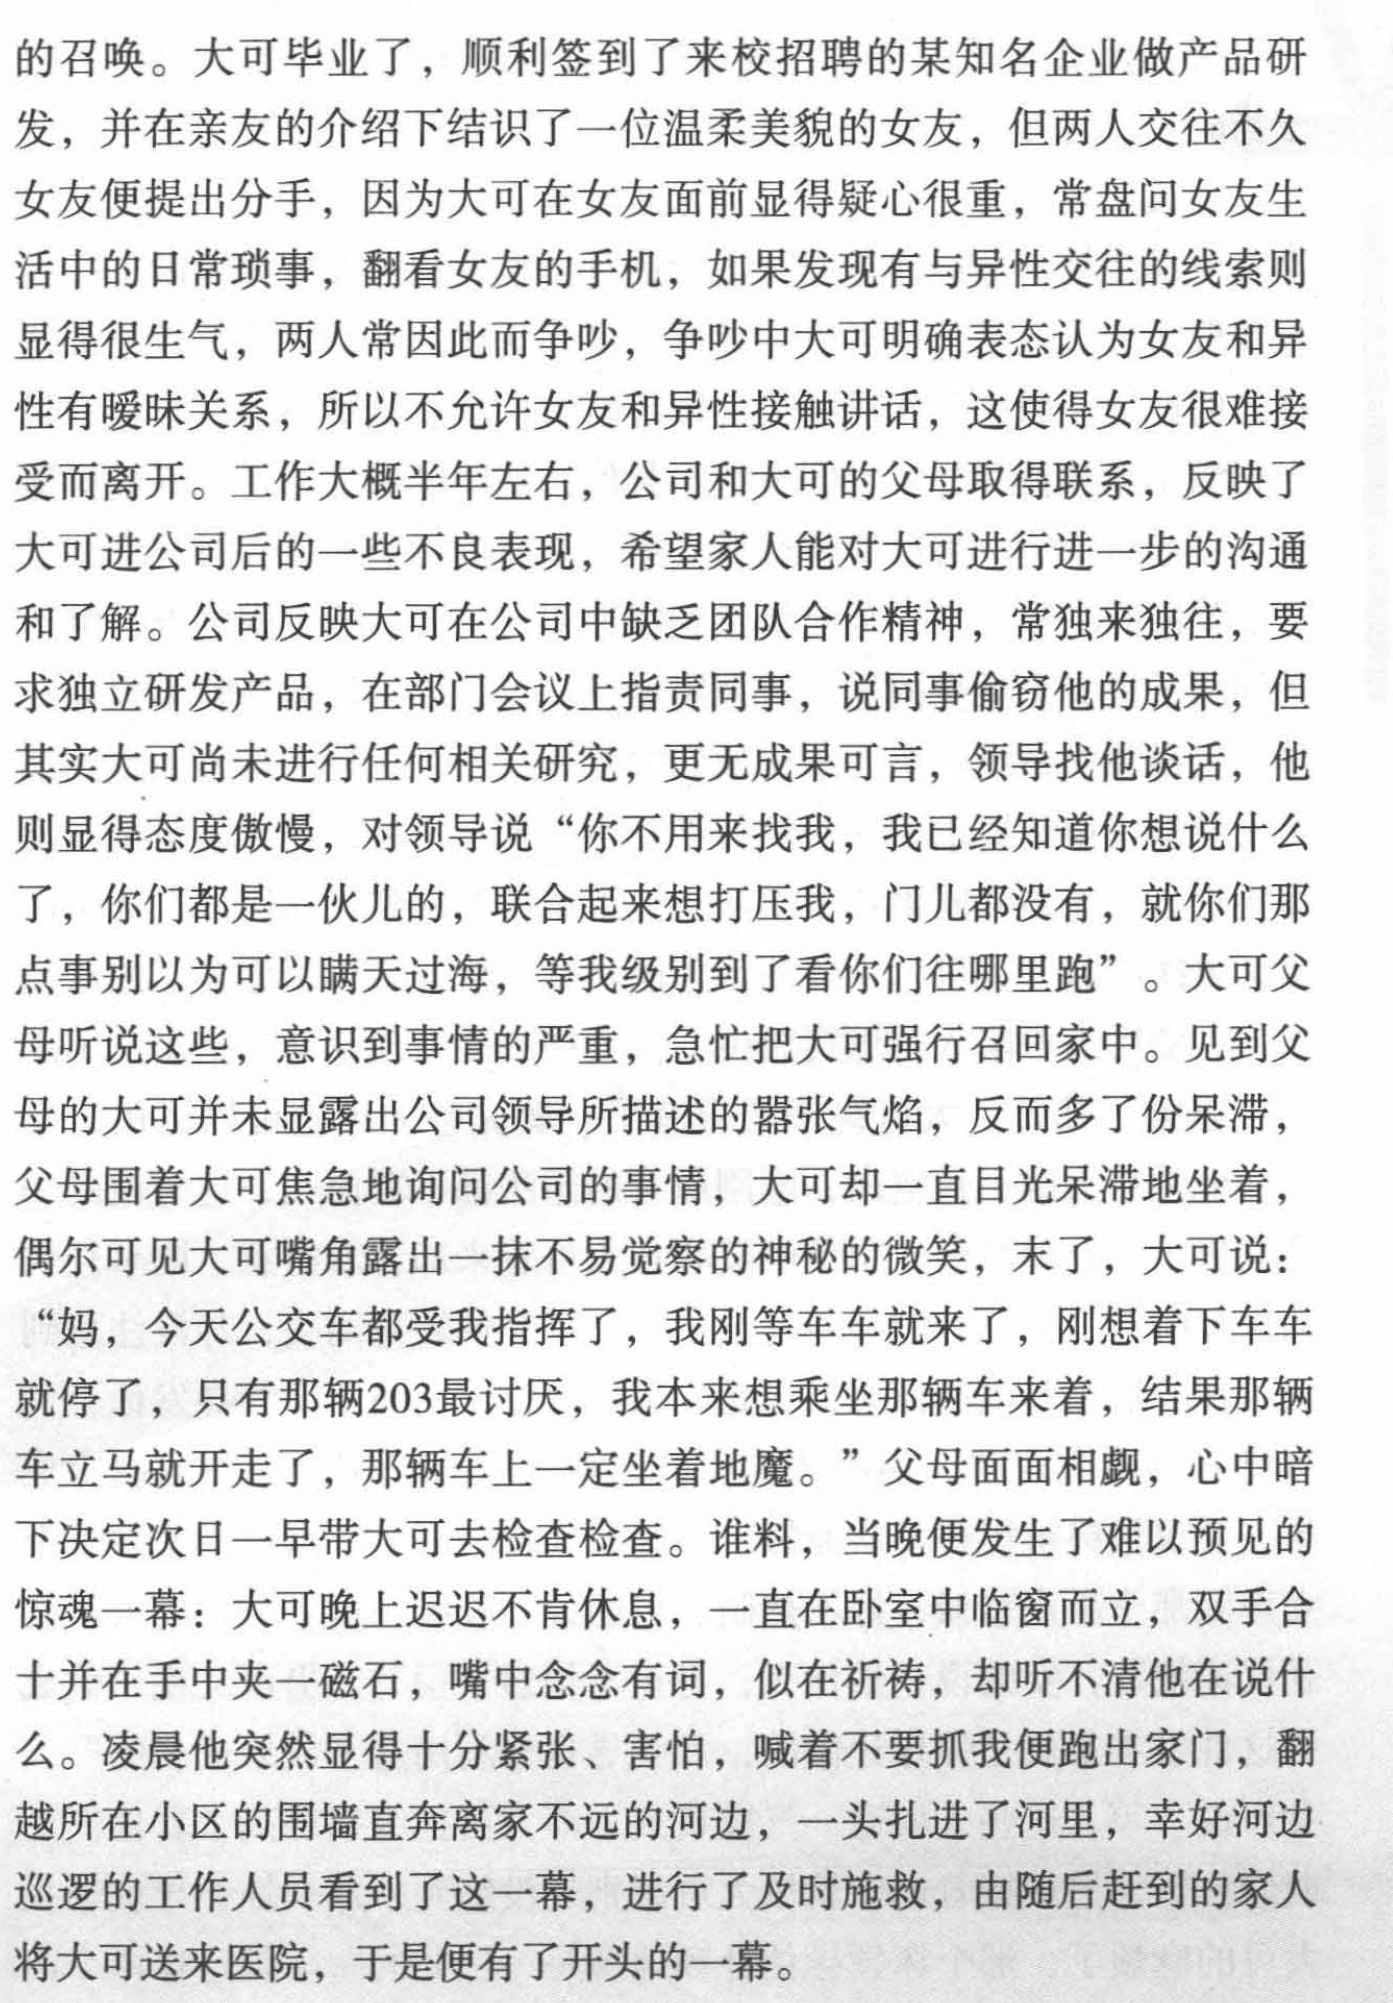 的召唤。大可毕业了，顺利签到了来校招聘的某知名企业做产品研
发，并在亲友的介绍下结识了一位温柔美貌的女友，但两人交往不久
女友便提出分手，因为大可在女友面前显得疑心很重，常盘问女友生
活中的日常琐事，翻看女友的手机，如果发现有与异性交往的线索则
显得很生气，两人常因此而争吵，争吵中大可明确表态认为女友和异
性有暧昧关系，所以不允许女友和异性接触讲话，这使得女友很难接
受而离开。工作大概半年左右，公司和大可的父母取得联系，反映了
大可进公司后的一些不良表现，希望家人能对大可进行进一步的沟通
和了解。公司反映大可在公司中缺乏团队合作精神，常独来独往，要
求独立研发产品，在部门会议上指责同事，说同事偷窃他的成果，但
其实大可尚未进行任何相关研究，更无成果可言，领导找他谈话，他
则显得态度傲慢，对领导说“你不用来找我，我已经知道你想说什么
了，你们都是一伙儿的，联合起来想打压我，门儿都没有，就你们那
点事别以为可以瞒天过海，等我级别到了看你们往哪里跑”。大可父
母听说这些，意识到事情的严重，急忙把大可强行召回家中。见到父
母的大可并未显露出公司领导所描述的嚣张气焰，反而多了份呆滞，
父母围着大可焦急地询问公司的事情，大可却一直目光呆滞地坐着，
偶尔可见大可嘴角露出一抹不易觉察的神秘的微笑，末了，大可说：
“妈，今天公交车都受我指挥了，我刚等车车就来了，刚想着下车车
就停了，只有那辆203最讨厌，我本来想乘坐那辆车来着，结果那辆
车立马就开走了，那辆车上一定坐着地魔。”父母面面相觑，心中暗
下决定次日一早带大可去检查检查。谁料，当晚便发生了难以预见的
惊魂一幕：大可晚上迟迟不肯休息，一直在卧室中临窗而立，双手合
十并在手中夹一磁石，嘴中念念有词，似在祈祷，却听不清他在说什
么。凌晨他突然显得十分紧张、害怕，喊着不要抓我便跑出家门，翻
越所在小区的围墙直奔离家不远的河边，一头扎进了河里，幸好河边
巡逻的工作人员看到了这一幕，进行了及时施救，由随后赶到的家人
将大可送来医院，于是便有了开头的一幕。